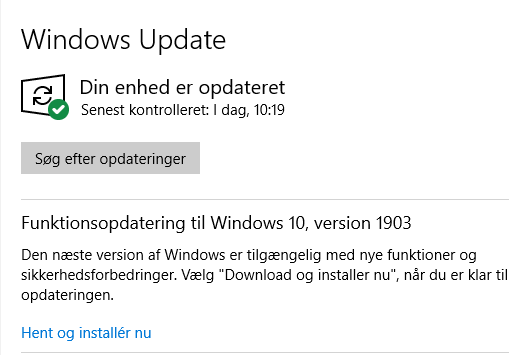 Windows Update
Din enhed er opdateret
Senest kontrolleret: I dag, 10:19
Søg efter opdateringer
Funktionsopdatering til Windows 10, version 1903
Den næste version af Windows er tilgængelig med nye funktioner og
sikkerhedsforbedringer. Vælg "Download og installer nu", når du er klar til
opdateringen.
Hent og installér nu